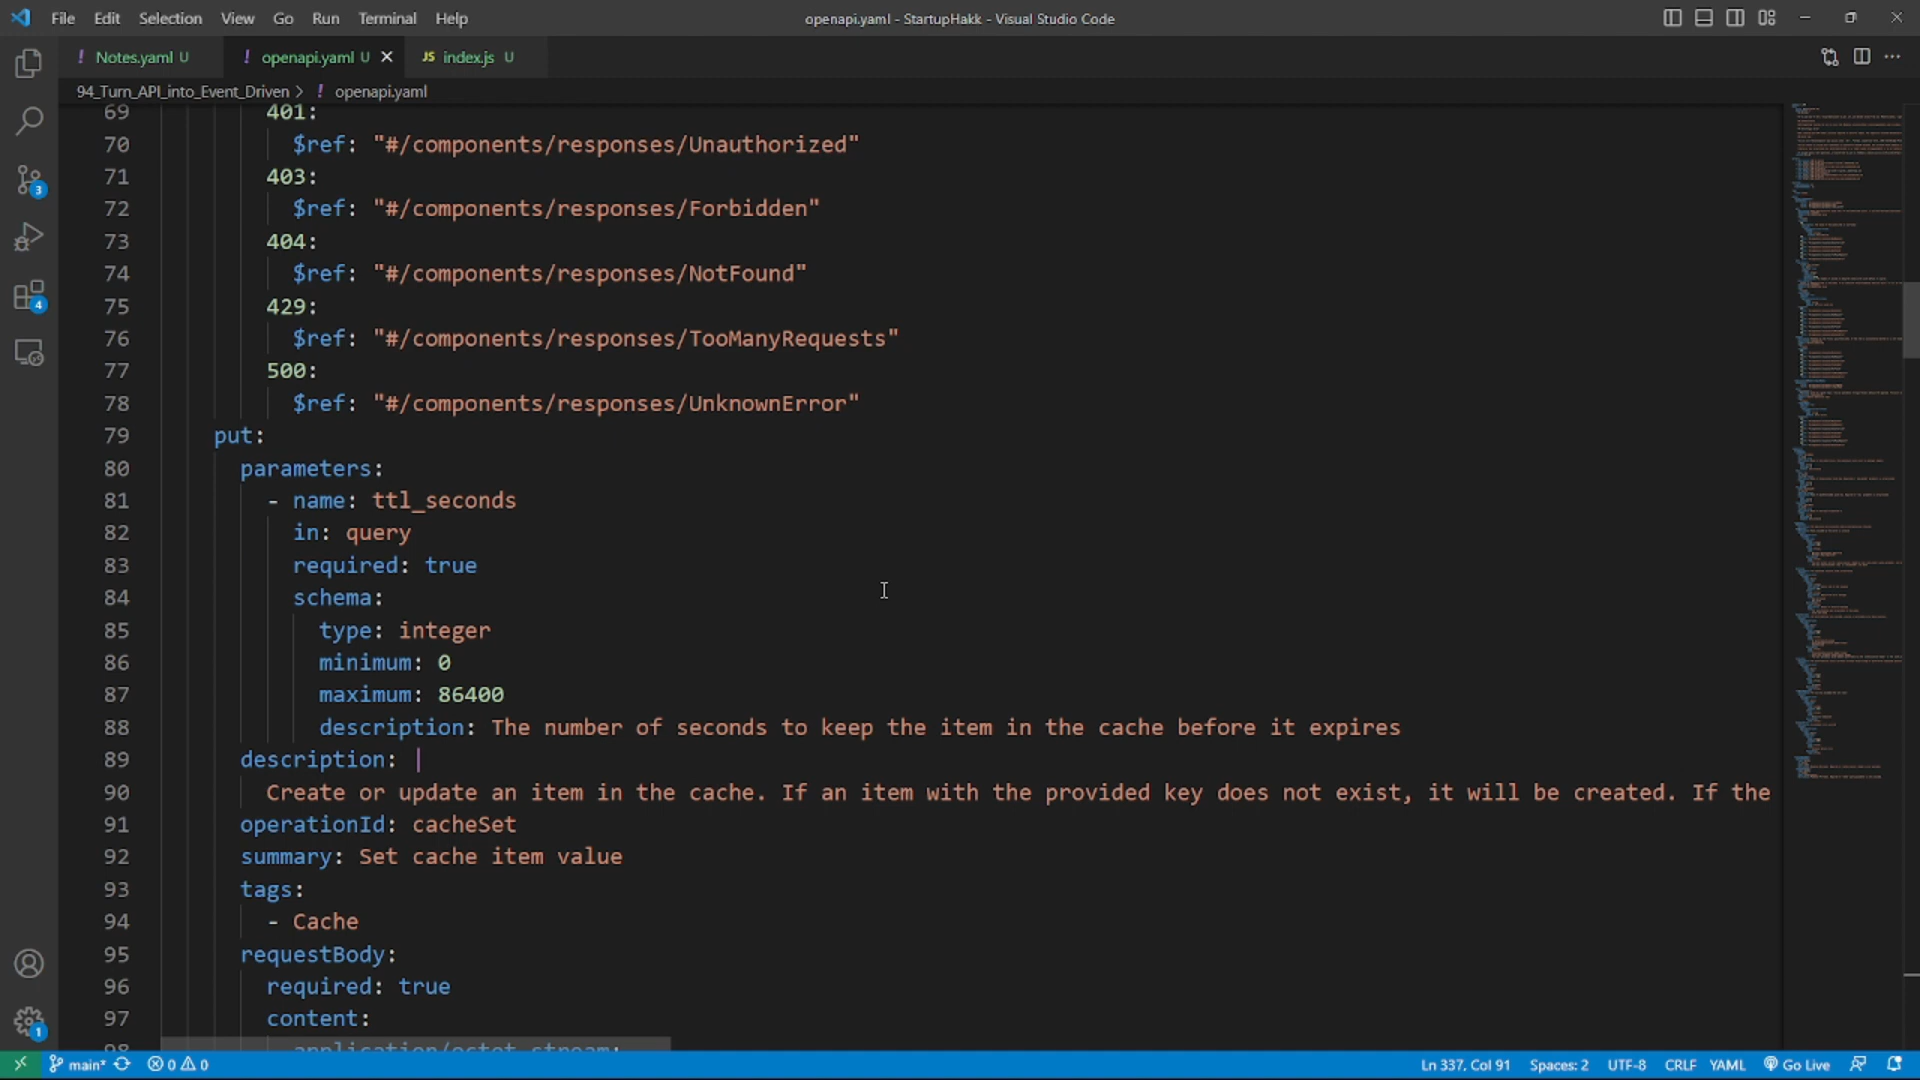 File Edit Selection View Go Run Terminal Help
openapi.yaml - StartupHakk - Visual Studio Code
! Notes.yaml U ! openapi.yaml U JS index.js U
94_Turn_API_into_Event_Driven > ! openapi.yaml
69 401:
70 $ref: "#/components/responses/Unauthorized"
71 403:
72 $ref: "#/components/responses/Forbidden"
73 404:
74 $ref: "#/components/responses/NotFound"
75 429:
76 $ref: "#/components/responses/TooManyRequests"
77 500:
78 $ref: "#/components/responses/UnknownError"
79 put:
80 parameters:
81 - name: ttl_seconds
82 in: query
83 required: true
84 schema:
85 type: integer
86 minimum: 0
87 maximum: 86400
88 description: The number of seconds to keep the item in the cache before it expires
89 description: |
90 Create or update an item in the cache. If an item with the provided key does not exist, it will be created. If the
91 operationId: cacheSet
92 summary: Set cache item value
93 tags:
94 - Cache
95 requestBody:
96 required: true
97 content:
98 application/octet-stream:
3
4
1
main* 0 0 Ln 337, Col 91 Spaces: 2 UTF-8 CRLF YAML Go Live